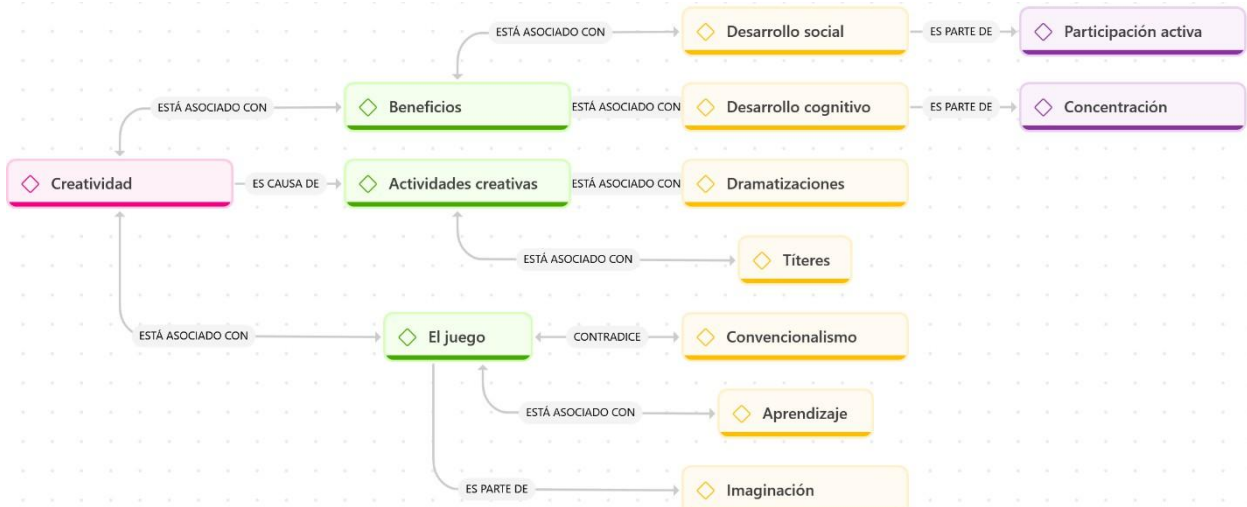 ESTÁ ASOCIADO CON
Desarrollo social
ES PARTE DE
Participación activa
ESTÁ ASOCIADO CON
Beneficios
ESTÁ ASOCIADO CON
Desarrollo cognitivo
ES PARTE DE
Concentración
Creatividad
ES CAUSA DE
Actividades creativas
ESTÁ ASOCIADO CON
Dramatizaciones
ESTÁ ASOCIADO CON
Títeres
ESTÁ ASOCIADO CON
El juego
CONTRADICE
Convencionalismo
ESTÁ ASOCIADO CON
Aprendizaje
ES PARTE DE
Imaginación